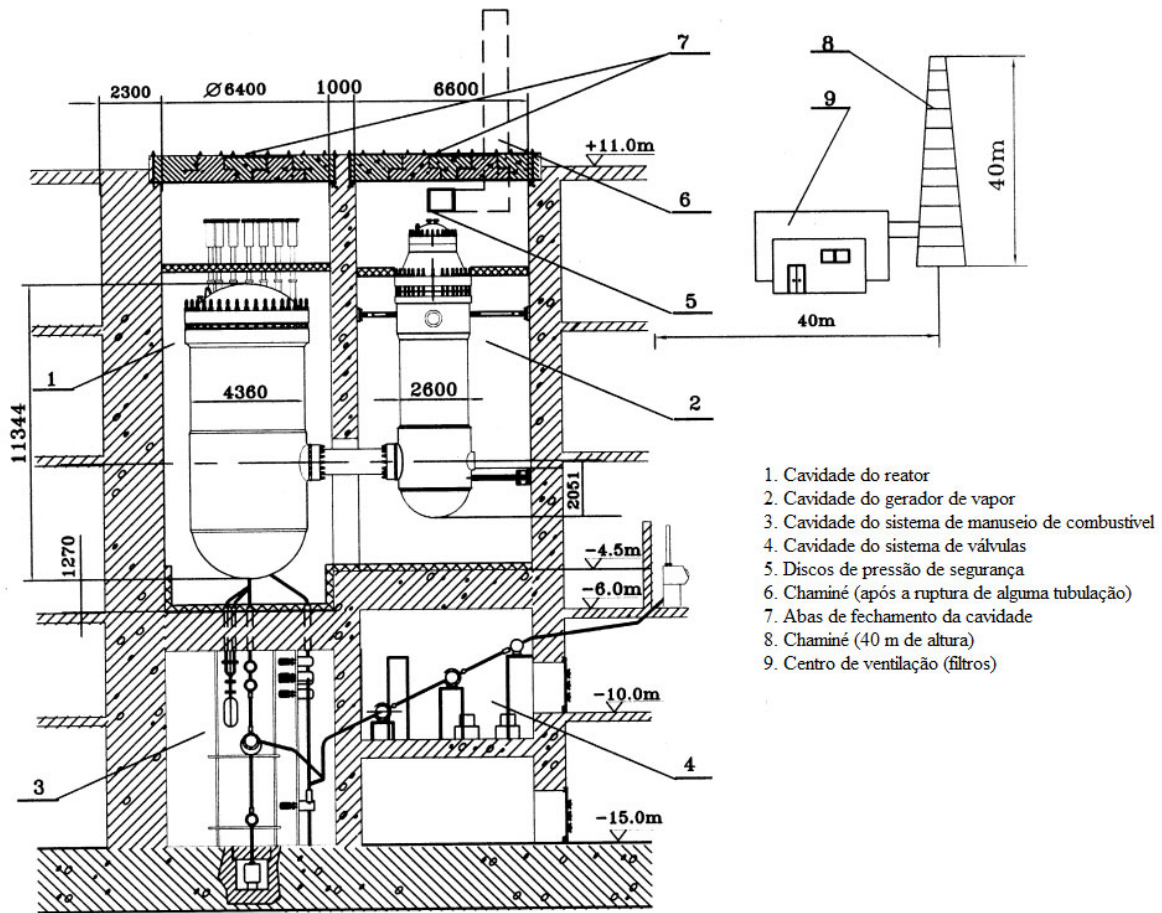 7
8
2300
Ø6400
1000
6600
9
+11.0m
40m
6
5
40m
1
4360
2600
2
11344
2051
1270
-4.5m
-6.0m
-10.0m
3
4
-15.0m
1. Cavidade do reator
2. Cavidade do gerador de vapor
3. Cavidade do sistema de manuseio de combustível
4. Cavidade do sistema de válvulas
5. Discos de pressão de segurança
6. Chaminé (após a ruptura de alguma tubulação)
7. Abas de fechamento da cavidade
8. Chaminé (40 m de altura)
9. Centro de ventilação (filtros)